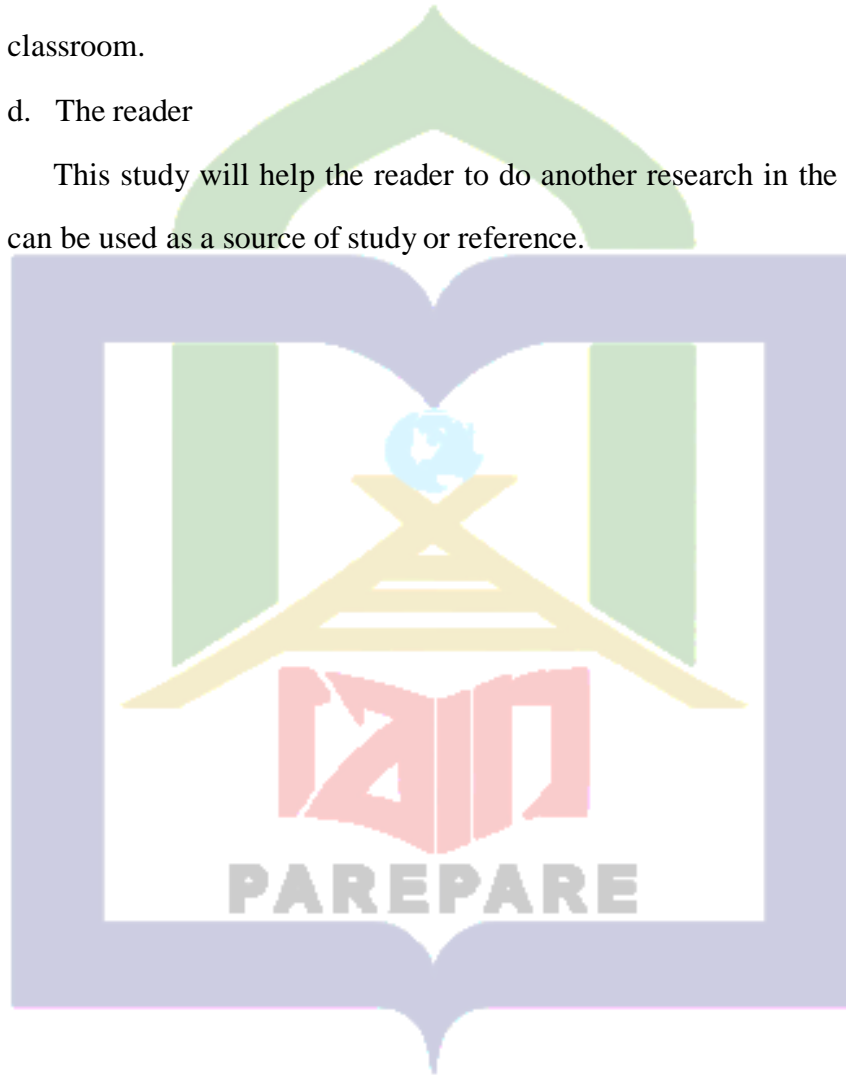 classroom.
d. The reader
This study will help the reader to do another research in the
can be used as a source of study or reference.
iain
PAREPARE